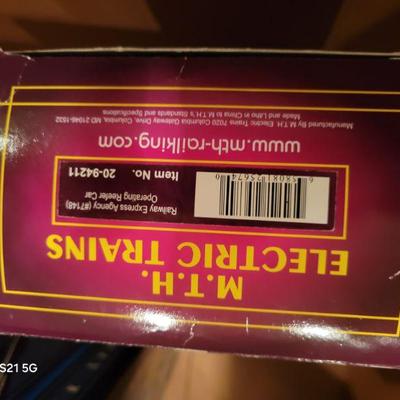 M.T.H.
ELECTRIC TRAINS
Railway Express Agency (#7148)
Operating Reefer Car
Item No. 20-94211
www.mth-railking.com
Manufactured By M.T.H. Electric Trains 7020 Columbia Gateway Drive, Columbia, MD 21046-1532
Made and Litho in China to M.T.H.'s Standards and Specifications
S21 5G